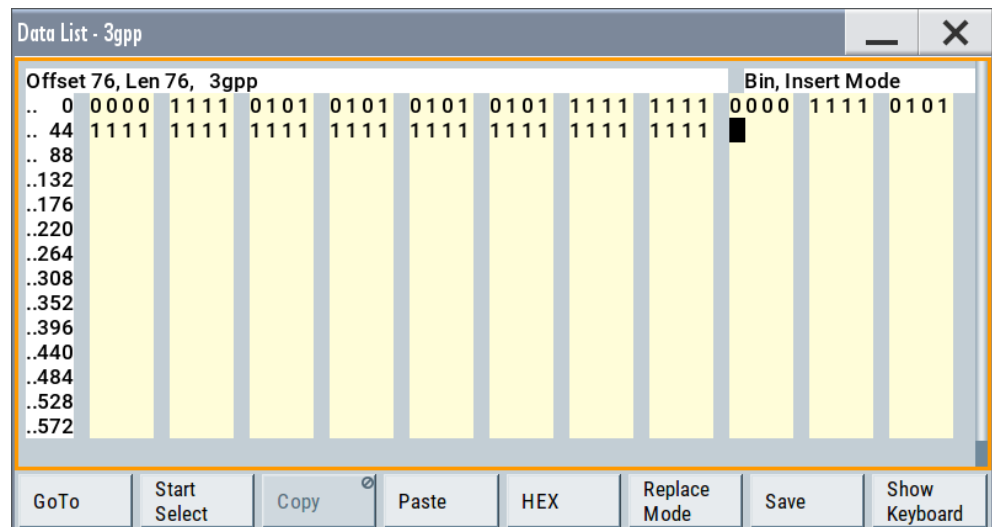 Data List - 3gpp
Offset 76, Len 76, 3gpp Bin, Insert Mode
.. 0 0000 1111 0101 0101 0101 0101 1111 1111 0000 1111 0101
.. 44 1111 1111 1111 1111 1111 1111 1111 1111
.. 88
..132
..176
..220
..264
..308
..352
..396
..440
..484
..528
..572
GoTo Start Select Copy Paste HEX Replace Mode Save Show Keyboard